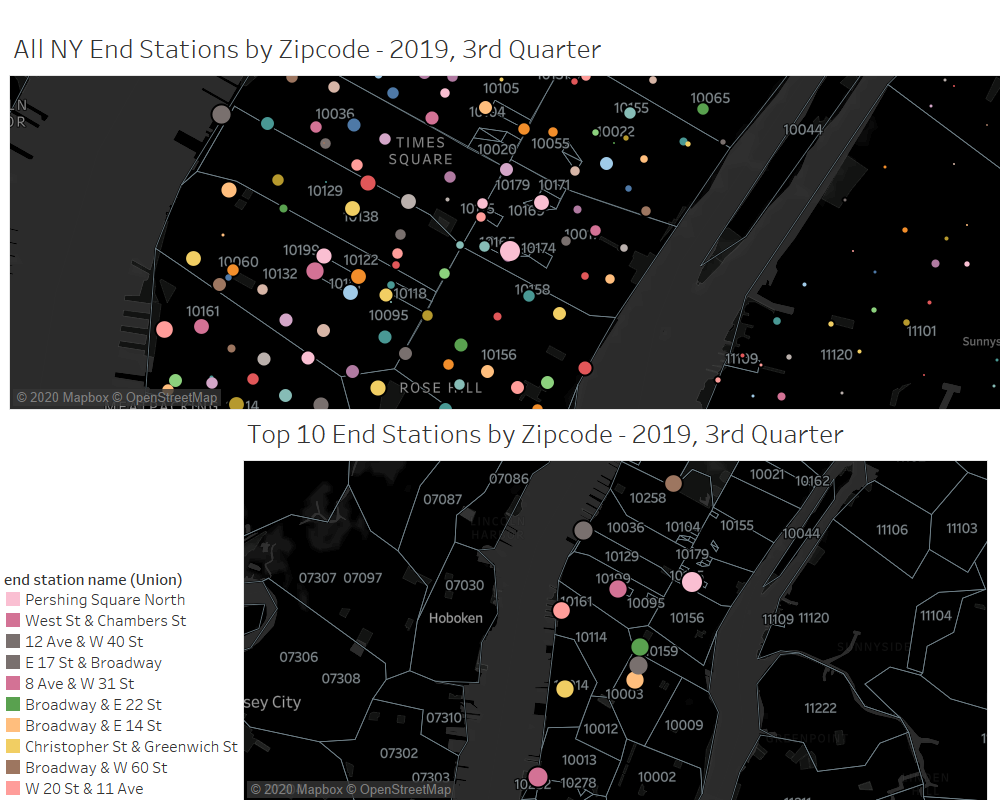 All NY End Stations by Zipcode - 2019, 3rd Quarter
10105
10065
10036
10155
10022
10044
TIMES
SQUARE
10020
10055
10129
10179
10171
10138
10199
10174
10060
10122
10132
10118
10158
10161
10095
11101
Sunnys
11109
11120
10156
ROSE HILL
© 2020 Mapbox © OpenStreetMap
Top 10 End Stations by Zipcode - 2019, 3rd Quarter
10021
10162
07086
07087
10258
10036
10104
10155
10044
11106
11103
10129
10179
07307
07097
07030
10199
10161
10095
10156
11109
11120
11104
Hoboken
10114
SUNNYSIDE
07306
10159
07308
10003
sey City
07310
10012
10009
11222
GREENPOINT
07302
10013
07303
10278
10002
© 2020 Mapbox © OpenStreetMap
end station name (Union)
Pershing Square North
West St & Chambers St
12 Ave & W 40 St
E 17 St & Broadway
8 Ave & W 31 St
Broadway & E 22 St
Broadway & E 14 St
Christopher St & Greenwich St
Broadway & W 60 St
W 20 St & 11 Ave